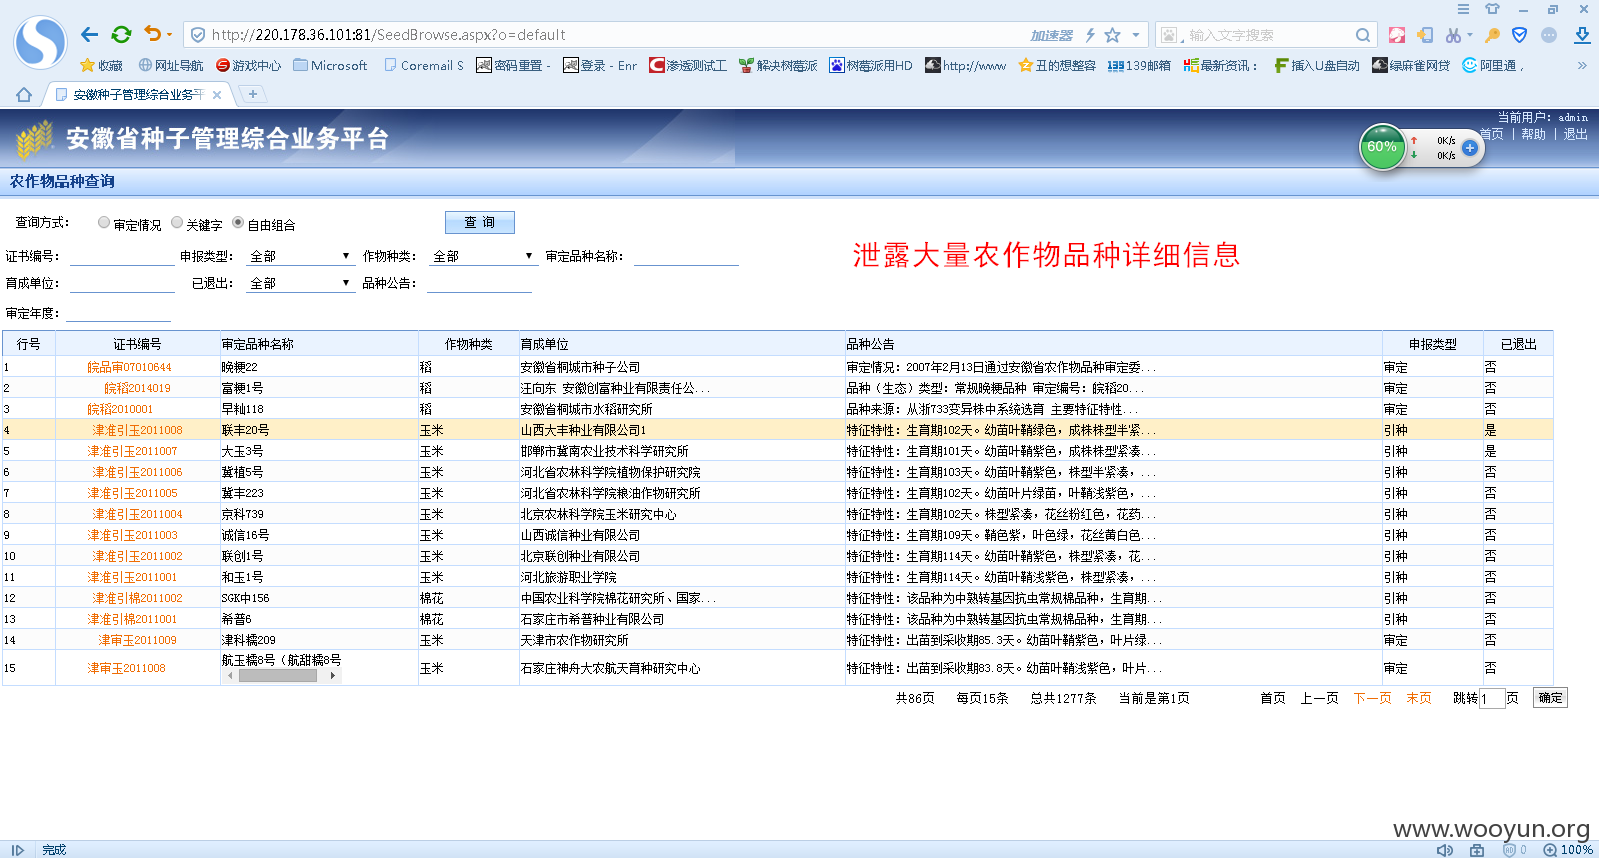 http://220.178.36.101:81/SeedBrowse.aspx?o=default 加速器 输入文字搜索
收藏 网址导航 游戏中心 Microsoft Coremail S 密码重置 - 登录 - Enr 渗透测试工 解决树莓派 树莓派用HD http://www 丑的想整容 139邮箱 最新资讯： 插入U盘自动 绿麻雀网贷 阿里通，
安徽种子管理综合业务平
安徽省种子管理综合业务平台
当前用户：admin
首页 | 帮助 | 退出
60% 0K/s
0K/s
农作物品种查询
查询方式： 审定情况 关键字 自由组合 查 询
证书编号： 申报类型： 全部 作物种类： 全部 审定品种名称：
泄露大量农作物品种详细信息
育成单位： 已退出： 全部 品种公告：
审定年度：
行号 证书编号 审定品种名称 作物种类 育成单位 品种公告 申报类型 已退出
1 皖品审07010644 晚粳22 稻 安徽省桐城市种子公司 审定情况：2007年2月13日通过安徽省农作物品种审定委... 审定 否
2 皖稻2014019 富粳1号 稻 汪向东 安徽创富种业有限责任公... 品种（生态）类型：常规晚粳品种 审定编号：皖稻20... 审定 否
3 皖稻2010001 早籼118 稻 安徽省桐城市水稻研究所 品种来源：从浙733变异株中系统选育 主要特征特性... 审定 否
4 津准引玉2011008 联丰20号 玉米 山西大丰种业有限公司1 特征特性：生育期102天。幼苗叶鞘绿色，成株株型半紧... 引种 是
5 津准引玉2011007 大玉3号 玉米 邯郸市冀南农业技术科学研究所 特征特性：生育期101天。幼苗叶鞘紫色，成株株型紧凑... 引种 是
6 津准引玉2011006 冀植5号 玉米 河北省农林科学院植物保护研究院 特征特性：生育期103天。幼苗叶鞘紫色，株型半紧凑，... 引种 否
7 津准引玉2011005 冀丰223 玉米 河北省农林科学院粮油作物研究所 特征特性：生育期102天。幼苗叶片绿苗，叶鞘浅紫色，... 引种 否
8 津准引玉2011004 京科739 玉米 北京农林科学院玉米研究中心 特征特性：生育期102天。株型紧凑，花丝粉红色，花药... 引种 否
9 津准引玉2011003 诚信16号 玉米 山西诚信种业有限公司 特征特性：生育期109天。鞘色紫，叶色绿，花丝黄白色... 引种 否
10 津准引玉2011002 联创1号 玉米 北京联创种业有限公司 特征特性：生育期114天。幼苗叶鞘紫色，株型紧凑，花... 引种 否
11 津准引玉2011001 和玉1号 玉米 河北旅游职业学院 特征特性：生育期114天。幼苗叶鞘浅紫色，株型紧凑，... 引种 否
12 津准引棉2011002 SGK中156 棉花 中国农业科学院棉花研究所、国家... 特征特性：该品种为中熟转基因抗虫常规棉品种，生育期... 引种 否
13 津准引棉2011001 希普6 棉花 石家庄市希普种业有限公司 特征特性：该品种为中熟转基因抗虫常规棉品种，生育期... 引种 否
14 津审玉2011009 津科糯209 玉米 天津市农作物研究所 特征特性：出苗到采收期85.3天。幼苗叶鞘紫色，叶片绿... 审定 否
15 津审玉2011008 航玉糯8号（航甜糯8号 玉米 石家庄神舟大农航天育种研究中心 特征特性：出苗到采收期83.8天。幼苗叶鞘浅紫色，叶片... 审定 否
共86页 每页15条 总共1277条 当前是第1页 首页 上一页 下一页 末页 跳转 1 页 确定
www.wooyun.org
完成 0 100%